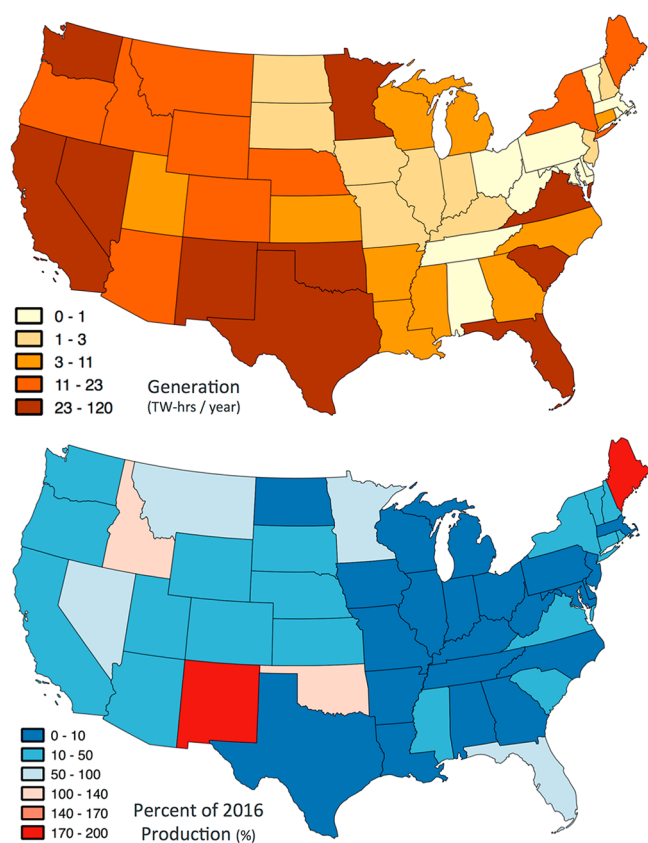 0 - 1
1 - 3
3 - 11
11 - 23
23 - 120
Generation
(TW-hrs / year)
0 - 10
10 - 50
50 - 100
100 - 140
140 - 170
170 - 200
Percent of 2016
Production (%)